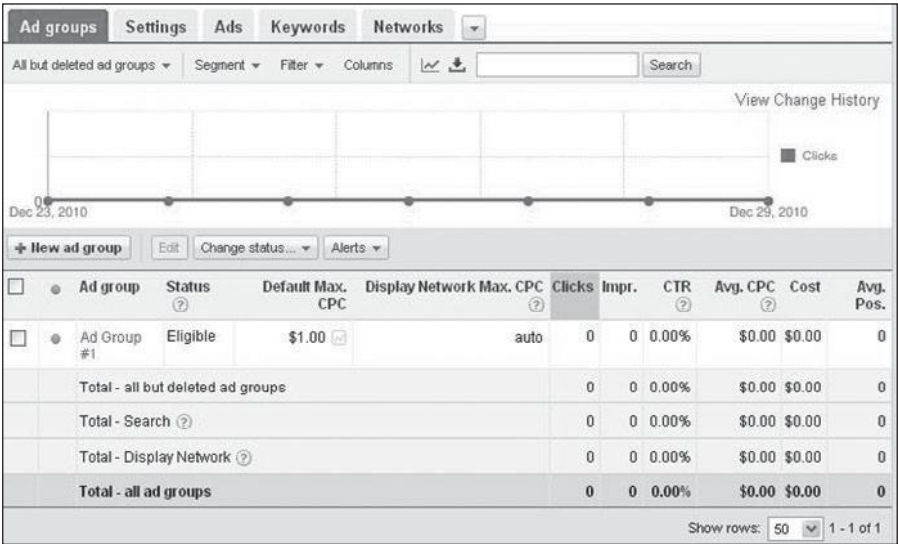 Ad groups Settings Ads Keywords Networks
All but deleted ad groups Segment Filter Columns Search
View Change History
Clicks
0
Dec 23, 2010 Dec 29, 2010
+ New ad group Edit Change status... Alerts
Ad group Status Default Max. CPC Display Network Max. CPC Clicks Impr. CTR Avg. CPC Cost Avg. Pos.
(?) (?) (?) (?)
Ad Group #1 Eligible $1.00 auto 0 0 0.00% $0.00 $0.00 0
Total - all but deleted ad groups 0 0 0.00% $0.00 $0.00 0
Total - Search (?) 0 0 0.00% $0.00 $0.00 0
Total - Display Network (?) 0 0 0.00% $0.00 $0.00 0
Total - all ad groups 0 0 0.00% $0.00 $0.00 0
Show rows: 50 1 - 1 of 1